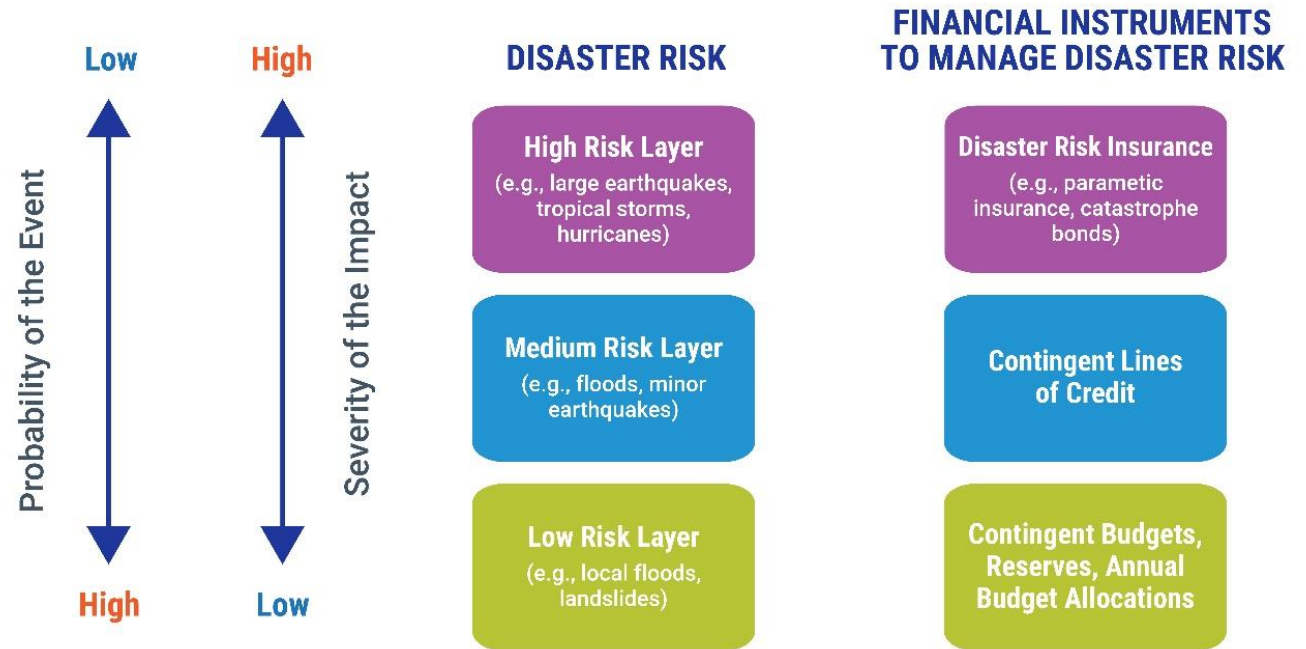 Low
High
Probability of the Event
High
Low
Severity of the Impact
DISASTER RISK
High Risk Layer
(e.g., large earthquakes,
tropical storms,
hurricanes)
Medium Risk Layer
(e.g., floods, minor
earthquakes)
Low Risk Layer
(e.g., local floods,
landslides)
FINANCIAL INSTRUMENTS
TO MANAGE DISASTER RISK
Disaster Risk Insurance
(e.g., parametic
insurance, catastrophe
bonds)
Contingent Lines
of Credit
Contingent Budgets,
Reserves, Annual
Budget Allocations